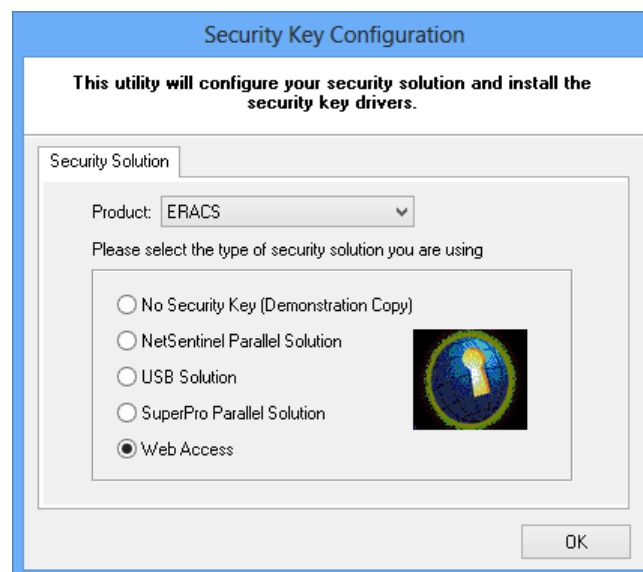 Security Key Configuration
This utility will configure your security solution and install the
security key drivers.
Security Solution
Product: ERACS
Please select the type of security solution you are using
No Security Key (Demonstration Copy)
NetSentinel Parallel Solution
USB Solution
SuperPro Parallel Solution
Web Access
OK